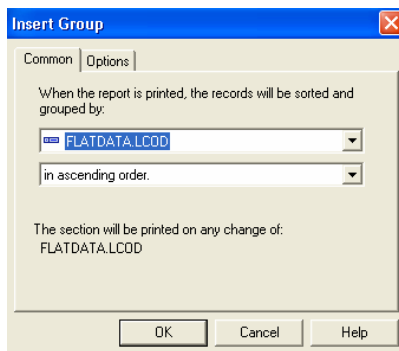 Insert Group
Common Options
When the report is printed, the records will be sorted and
grouped by:
FLATDATA.LCOD
in ascending order.
The section will be printed on any change of:
FLATDATA.LCOD
OK Cancel Help